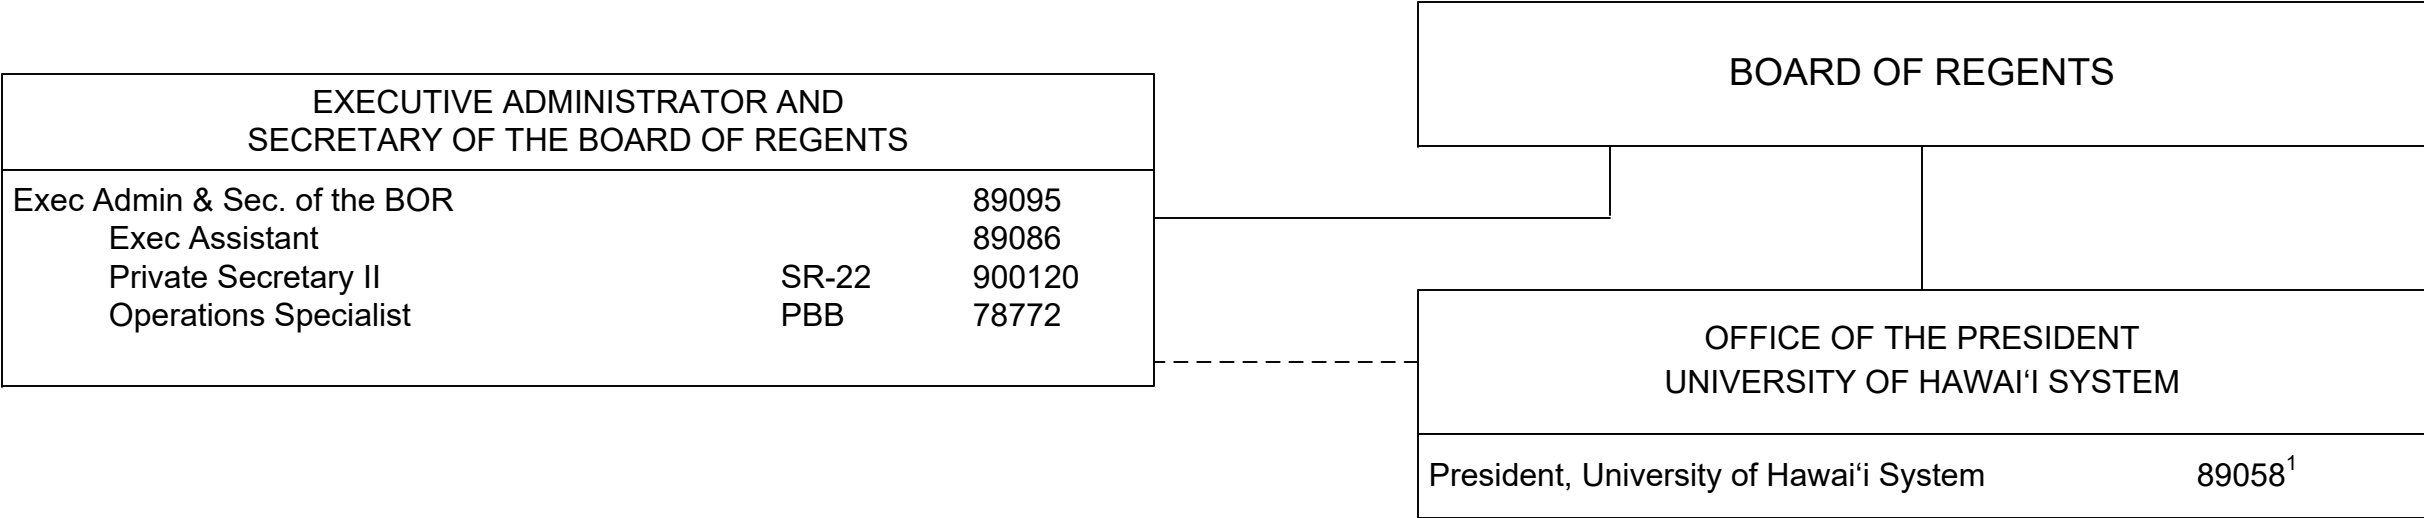 BOARD OF REGENTS
EXECUTIVE ADMINISTRATOR AND
SECRETARY OF THE BOARD OF REGENTS
Exec Admin & Sec. of the BOR 89095
Exec Assistant 89086
Private Secretary II SR-22 900120
Operations Specialist PBB 78772
OFFICE OF THE PRESIDENT
UNIVERSITY OF HAWAI‘I SYSTEM
President, University of Hawai‘i System 89058¹